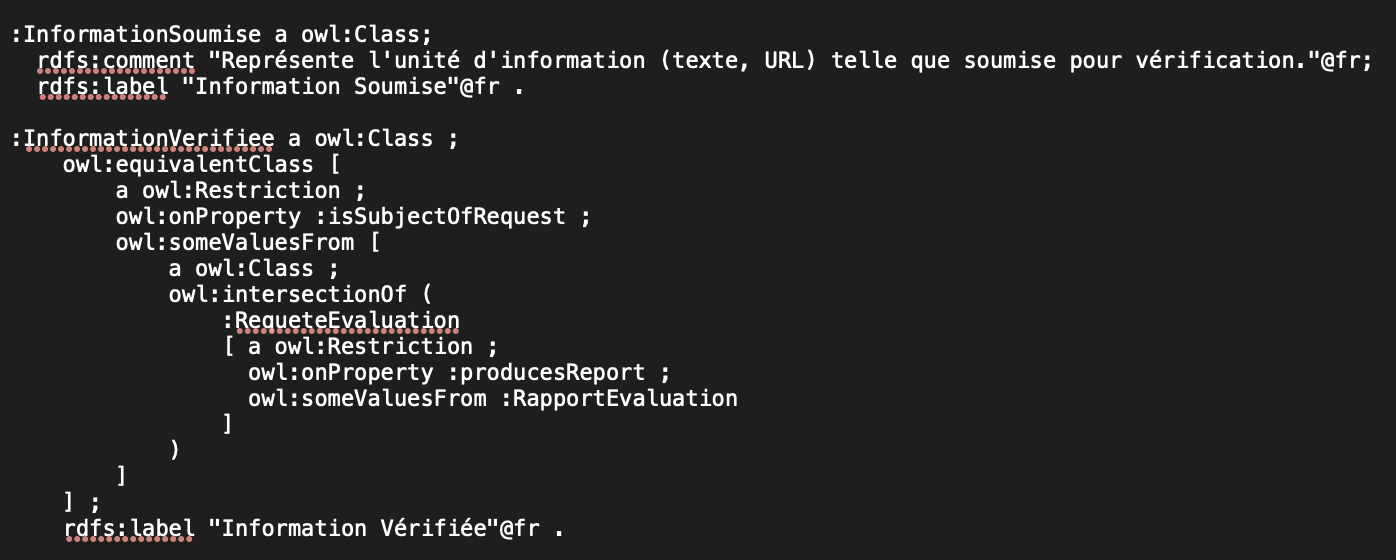 :InformationSoumise a owl:Class;
rdfs:comment "Représente l'unité d'information (texte, URL) telle que soumise pour vérification."@fr;
rdfs:label "Information Soumise"@fr .
:InformationVerifiee a owl:Class ;
owl:equivalentClass [
a owl:Restriction ;
owl:onProperty :isSubjectOfRequest ;
owl:someValuesFrom [
a owl:Class ;
owl:intersectionOf (
:RequeteEvaluation
[ a owl:Restriction ;
owl:onProperty :producesReport ;
owl:someValuesFrom :RapportEvaluation
]
)
]
] ;
rdfs:label "Information Vérifiée"@fr .